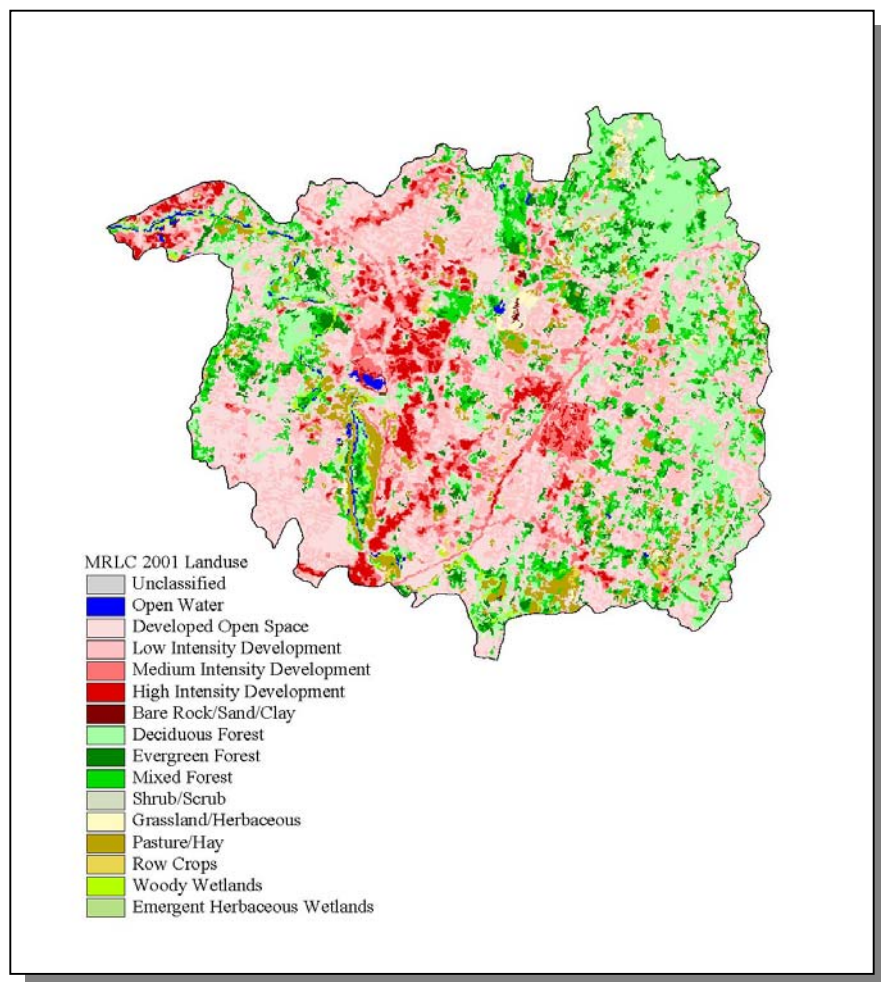 MRLC 2001 Landuse
Unclassified
Open Water
Developed Open Space
Low Intensity Development
Medium Intensity Development
High Intensity Development
Bare Rock/Sand/Clay
Deciduous Forest
Evergreen Forest
Mixed Forest
Shrub/Scrub
Grassland/Herbaceous
Pasture/Hay
Row Crops
Woody Wetlands
Emergent Herbaceous Wetlands